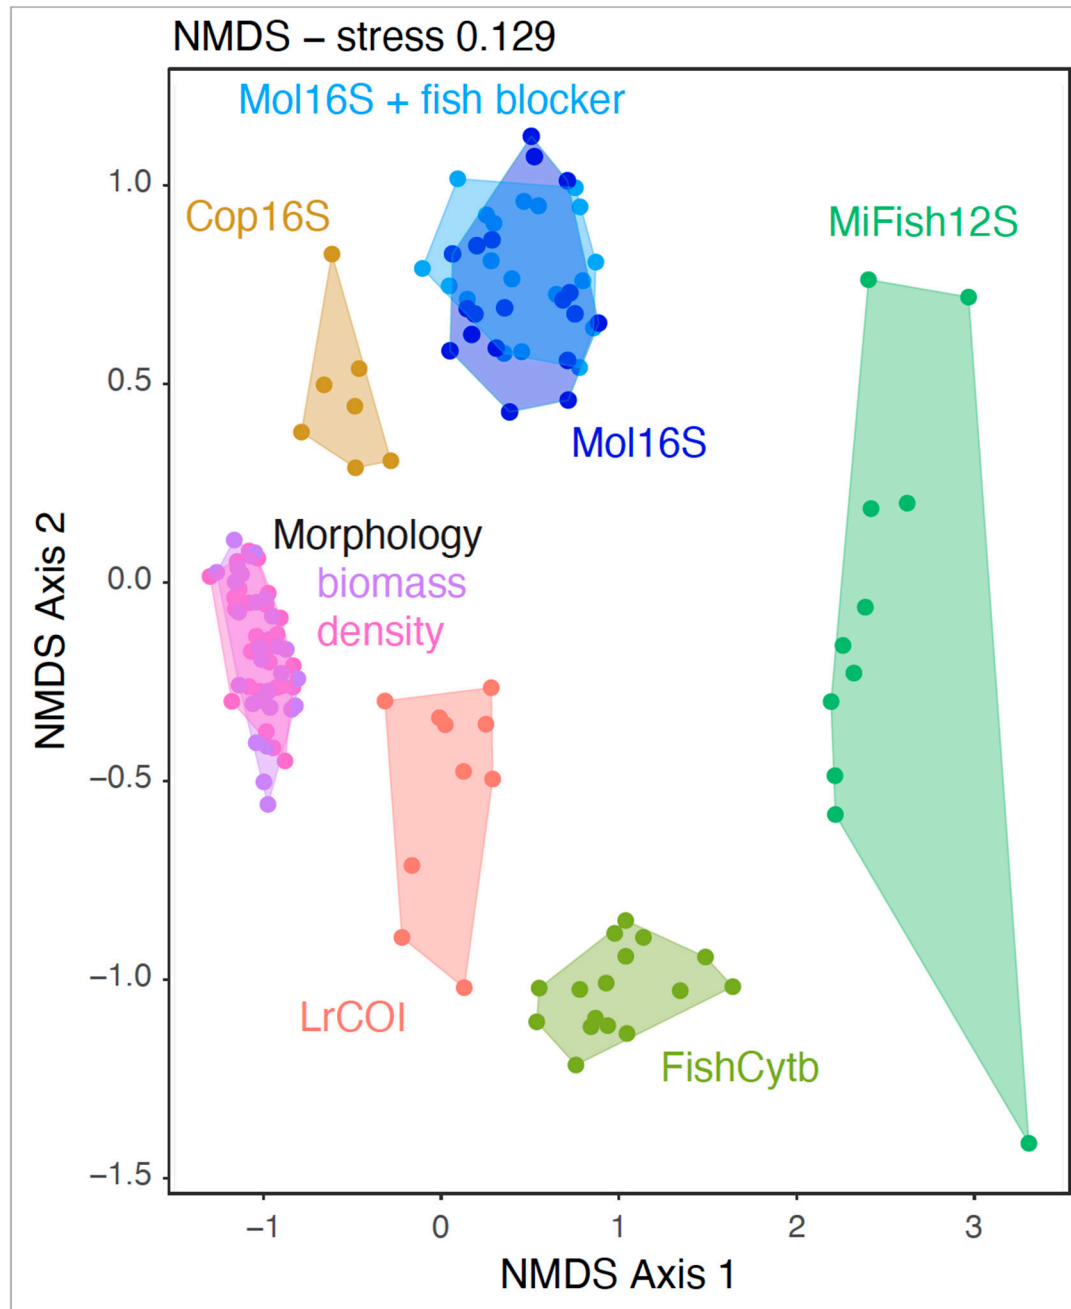 NMDS – stress 0.129
Mol16S + fish blocker
Cop16S
MiFish12S
Mol16S
Morphology
biomass
density
LrCOI
FishCytb
NMDS Axis 2
1.0
0.5
0.0
−0.5
−1.0
−1.5
−1
0
1
2
3
NMDS Axis 1